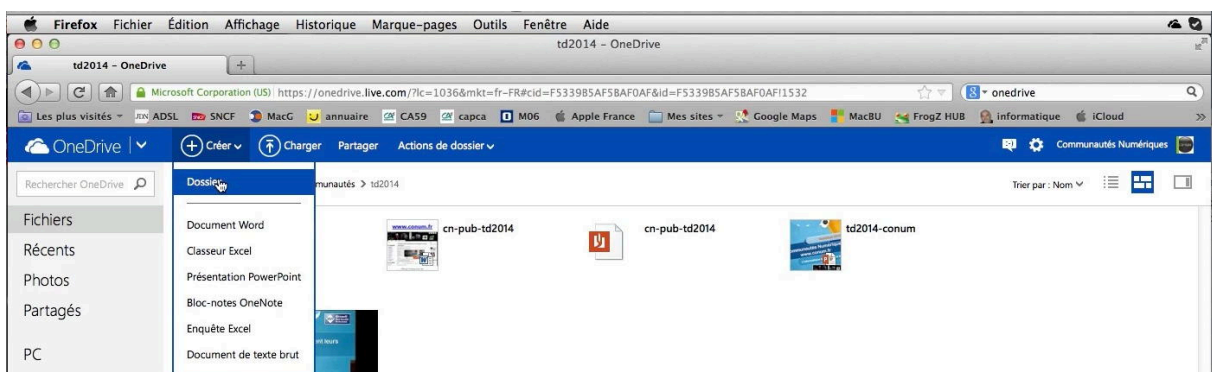 Firefox Fichier Édition Affichage Historique Marque-pages Outils Fenêtre Aide
td2014 – OneDrive
td2014 – OneDrive
Microsoft Corporation (US) https://onedrive.live.com/?lc=1036&mkt=fr-FR#cid=F5339B5AF5BAF0AF&id=F5339B5AF5BAF0AF!1532 onedrive
Les plus visités ADSL SNCF MacG annuaire CA59 capca M06 Apple France Mes sites Google Maps MacBU FrogZ HUB informatique iCloud
OneDrive Créer Charger Partager Actions de dossier Communautés Numériques
Rechercher OneDrive Dossier munautés > td2014 Trier par : Nom
Fichiers
Document Word www.conum.fr cn-pub-td2014 cn-pub-td2014 td2014-conum
Récents Classeur Excel
Photos Présentation PowerPoint
Partagés Bloc-notes OneNote
Enquête Excel
PC Document de texte brut